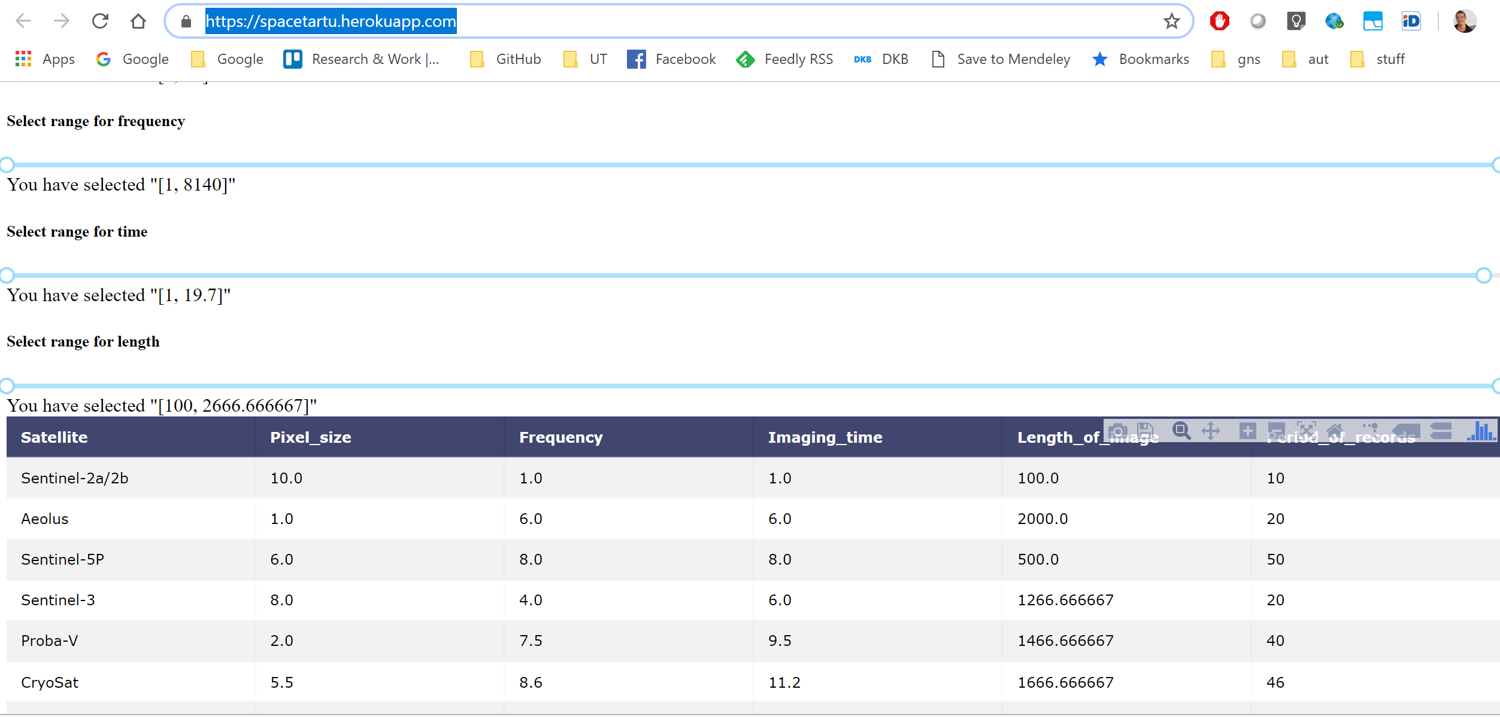 https://spacetartu.herokuapp.com
Apps Google Google Research & Work |... GitHub UT Facebook Feedly RSS DKB DKB Save to Mendeley Bookmarks gns aut stuff
Select range for frequency
You have selected "[1, 8140]"
Select range for time
You have selected "[1, 19.7]"
Select range for length
You have selected "[100, 2666.666667]"
Satellite Pixel_size Frequency Imaging_time Length_of_image Period_of_records
Sentinel-2a/2b 10.0 1.0 1.0 100.0 10
Aeolus 1.0 6.0 6.0 2000.0 20
Sentinel-5P 6.0 8.0 8.0 500.0 50
Sentinel-3 8.0 4.0 6.0 1266.666667 20
Proba-V 2.0 7.5 9.5 1466.666667 40
CryoSat 5.5 8.6 11.2 1666.666667 46